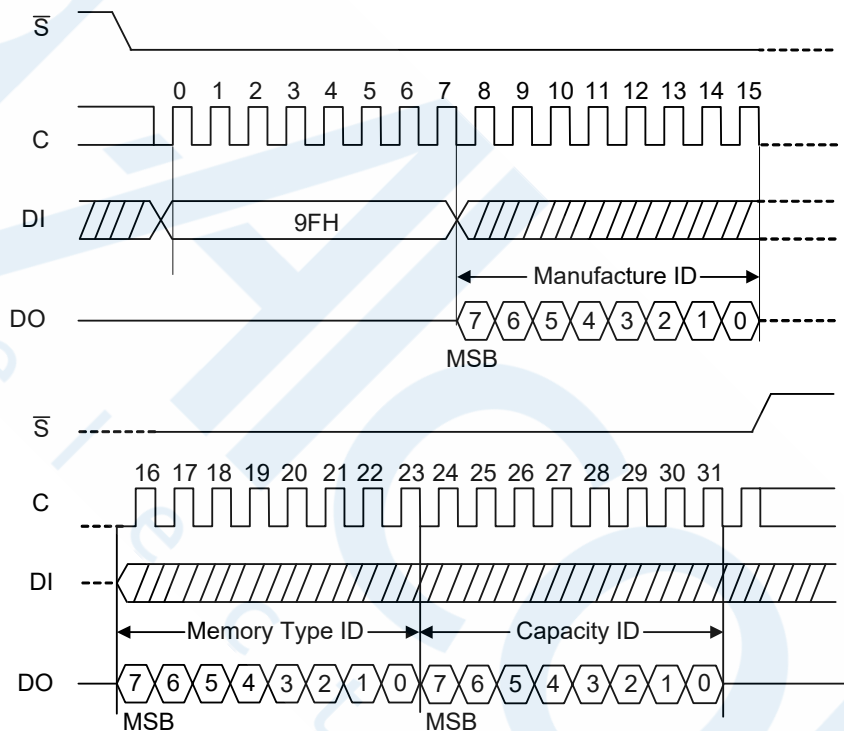 S̅
0 1 2 3 4 5 6 7 8 9 10 11 12 13 14 15
C
DI
9FH
Manufacture ID
DO
7 6 5 4 3 2 1 0
MSB
S̅
16 17 18 19 20 21 22 23 24 25 26 27 28 29 30 31
C
DI
Memory Type ID Capacity ID
DO
7 6 5 4 3 2 1 0 7 6 5 4 3 2 1 0
MSB MSB